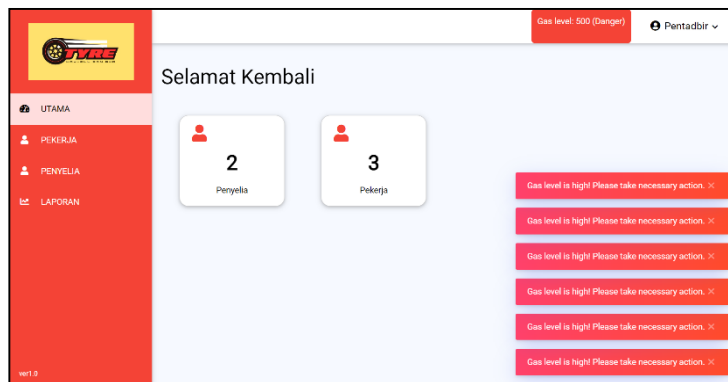 Gas level: 500 (Danger)
Pentadbir
TYRE
Selamat Kembali
UTAMA
PEKERJA
PENYELIA
LAPORAN
2
Penyelia
3
Pekerja
Gas level is high! Please take necessary action. ×
Gas level is high! Please take necessary action. ×
Gas level is high! Please take necessary action. ×
Gas level is high! Please take necessary action. ×
Gas level is high! Please take necessary action. ×
Gas level is high! Please take necessary action. ×
ver1.0